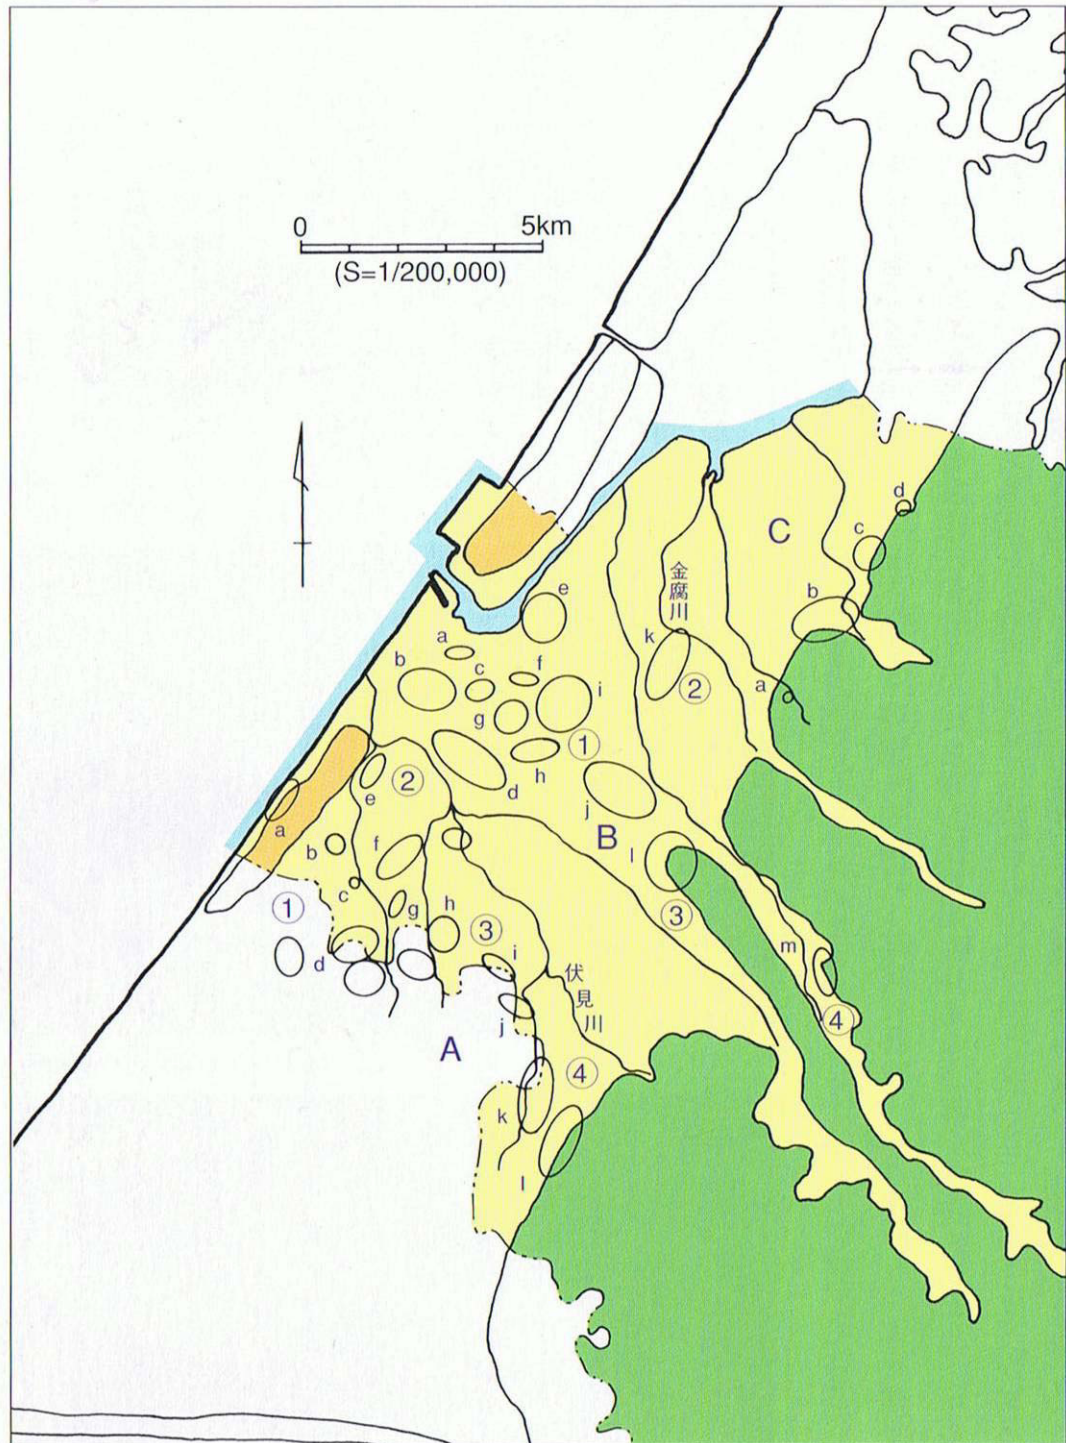 0 5km
(S=1/200,000)
d
C
c
金腐川
e
b
a
k
b
f
c
②
a
i
g
①
h
②
d
e
j
a
B
f
b
l
c
①
g
h
③
③
m
i
d
伏見川
j
④
A
④
k
l